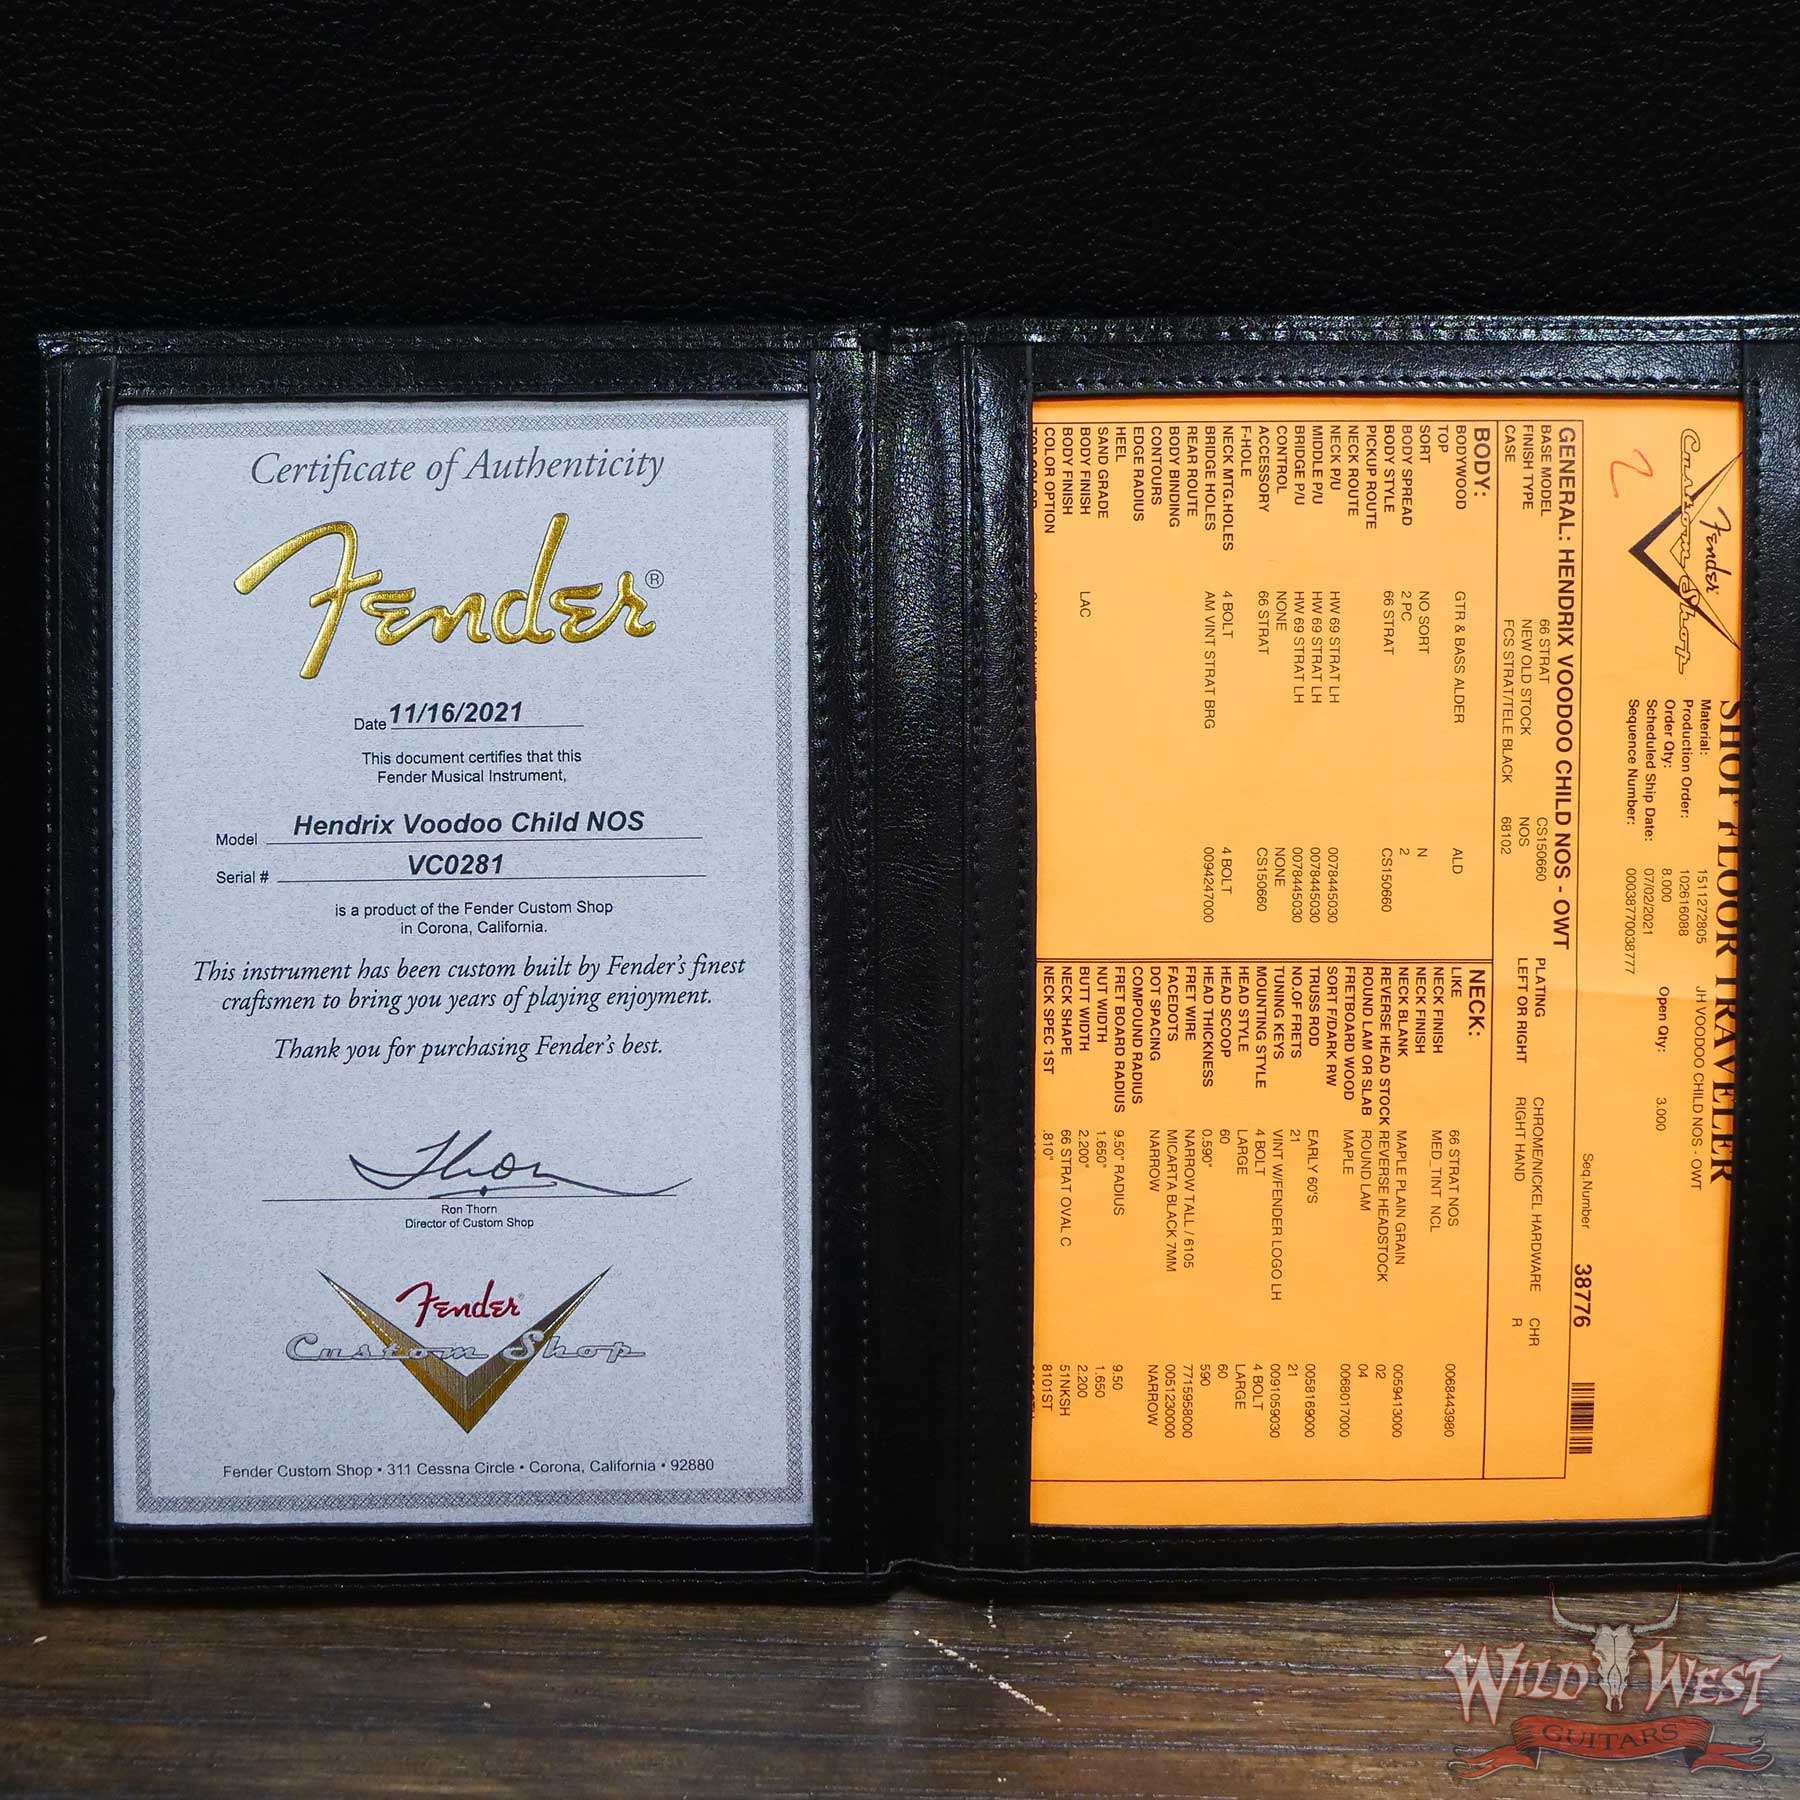 Certificate of Authenticity
Fender®
Date 11/16/2021
This document certifies that this
Fender Musical Instrument,
Model Hendrix Voodoo Child NOS
Serial # VC0281
is a product of the Fender Custom Shop
in Corona, California.
This instrument has been custom built by Fender's finest
craftsmen to bring you years of playing enjoyment.
Thank you for purchasing Fender's best.
Ron Thorn
Director of Custom Shop
Fender
Custom Shop
Fender Custom Shop • 311 Cessna Circle • Corona, California • 92880
2
Fender
Custom Shop
SHOP FLOOR TRAVELER
Material: 1511272805 JH VOODOO CHILD NOS - OWT
Production Order: 102616088
Order Qty: 8.000 Open Qty: 3.000
Scheduled Ship Date: 07/02/2021
Sequence Number: 00038770038777
Seq.Number 38776
GENERAL: HENDRIX VOODOO CHILD NOS - OWT
BASE MODEL 66 STRAT CS150660 PLATING CHROME/NICKEL HARDWARE CHR
FINISH TYPE NEW OLD STOCK NOS LEFT OR RIGHT RIGHT HAND R
CASE FCS STRAT/TELE BLACK 68102
BODY:
BODYWOOD GTR & BASS ALDER ALD
TOP
SORT NO SORT N
BODY SPREAD 2 PC 2
BODY STYLE 66 STRAT CS150660
PICKUP ROUTE
NECK ROUTE
NECK P/U HW 69 STRAT LH 0078445030
MIDDLE P/U HW 69 STRAT LH 0078445030
BRIDGE P/U HW 69 STRAT LH 0078445030
CONTROL NONE NONE
ACCESSORY 66 STRAT CS150660
F-HOLE
NECK MTG.HOLES 4 BOLT 4 BOLT
BRIDGE HOLES AM VINT STRAT BRG 0094247000
REAR ROUTE
BODY BINDING
CONTOURS
EDGE RADIUS
HEEL
SAND GRADE
BODY FINISH LAC
BODY FINISH
COLOR OPTION
NECK:
LIKE 66 STRAT NOS 0068443980
NECK FINISH MED_TINT NCL
NECK FINISH
NECK BLANK MAPLE PLAIN GRAIN 0059413000
REVERSE HEAD STOCK REVERSE HEADSTOCK 02
ROUND LAM OR SLAB ROUND LAM 04
FRETBOARD WOOD MAPLE 0068017000
SORT F/DARK RW
TRUSS ROD EARLY 60'S 0058169000
NO.OF FRETS 21 21
TUNING KEYS VINT W/FENDER LOGO LH 0091059030
MOUNTING STYLE 4 BOLT 4 BOLT
HEAD STYLE LARGE LARGE
HEAD SCOOP 60 60
HEAD THICKNESS 0.590" 590
FRET WIRE NARROW TALL / 6105 7715958000
FACEDOTS MICARTA BLACK 7MM 0051230000
DOT SPACING NARROW NARROW
COMPOUND RADIUS
FRET BOARD RADIUS 9.50" RADIUS 9.50
NUT WIDTH 1.650" 1.650
BUTT WIDTH 2.200" 2.200
NECK SHAPE 66 STRAT OVAL C 51NKSH
NECK SPEC 1ST .810" 8101ST
WILD WEST
GUITARS